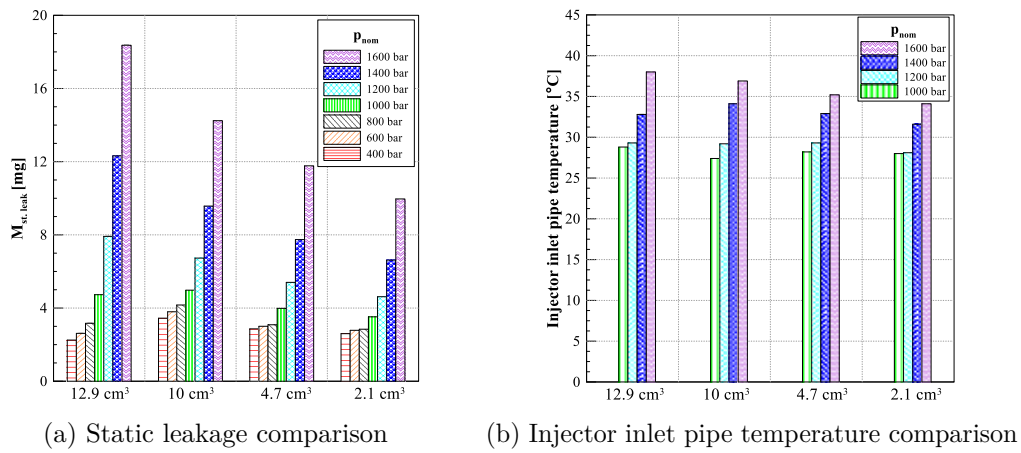 20
16
12
8
4
0
M_st. leak [mg]
p_nom
1600 bar
1400 bar
1200 bar
1000 bar
800 bar
600 bar
400 bar
12.9 cm³
10 cm³
4.7 cm³
2.1 cm³
(a) Static leakage comparison
45
40
35
30
25
20
15
10
5
0
Injector inlet pipe temperature [°C]
p_nom
1600 bar
1400 bar
1200 bar
1000 bar
12.9 cm³
10 cm³
4.7 cm³
2.1 cm³
(b) Injector inlet pipe temperature comparison